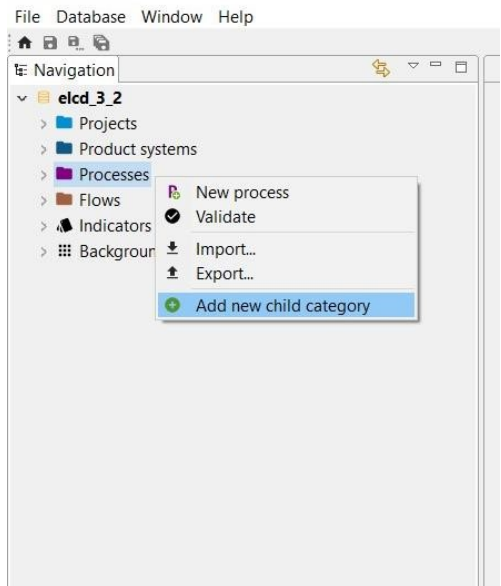 File Database Window Help
Navigation
elcd_3_2
Projects
Product systems
Processes
Flows
Indicators
Backgroun
New process
Validate
Import...
Export...
Add new child category